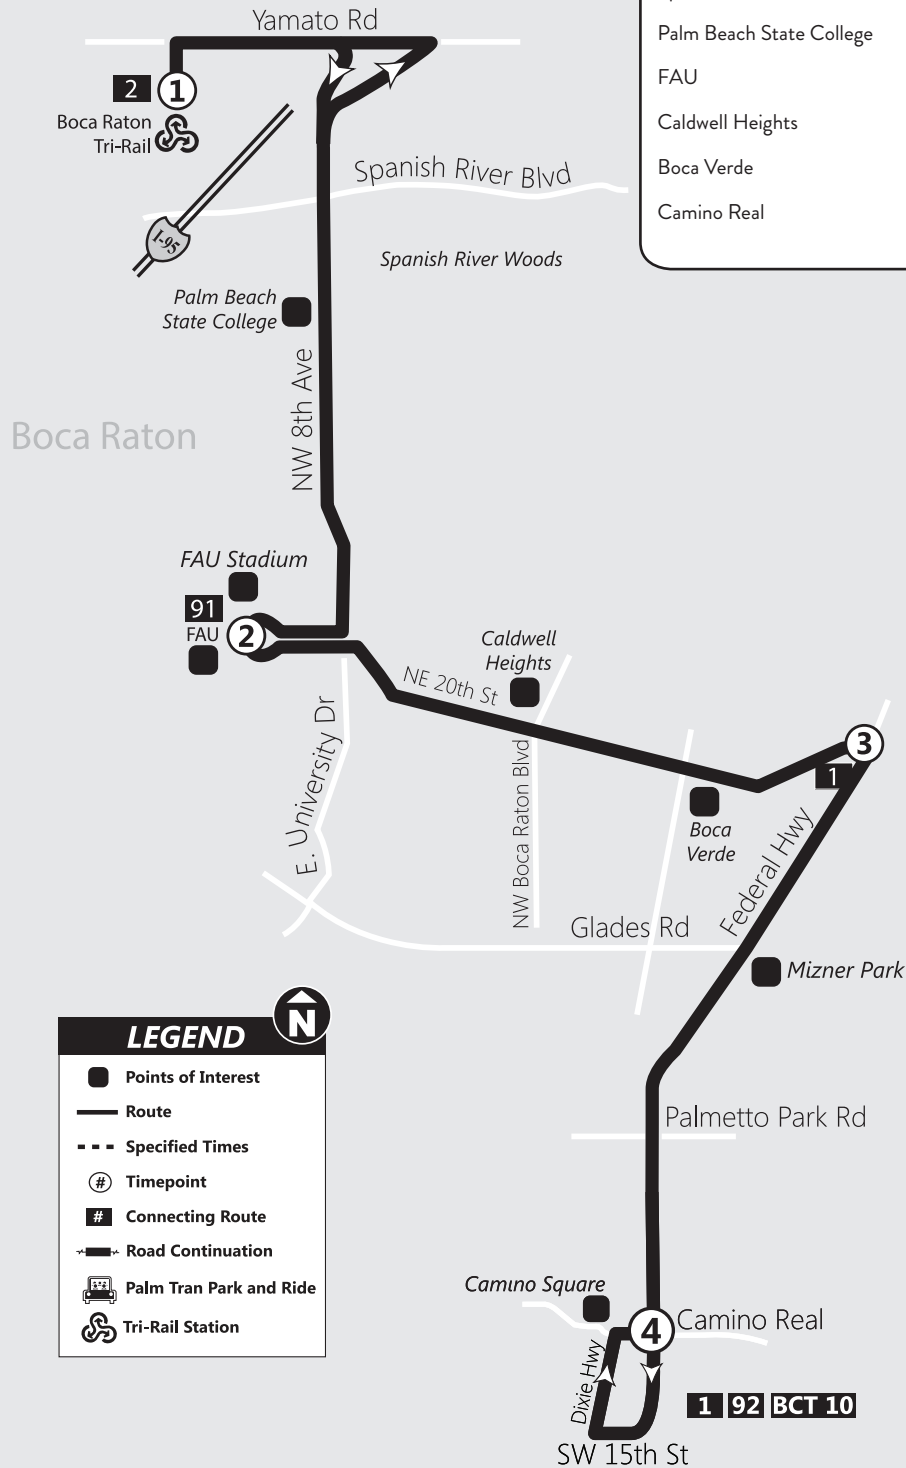 Yamato Rd
Palm Beach State College
FAU
Caldwell Heights
Boca Verde
Camino Real
2
1
Boca Raton
Tri-Rail
Spanish River Blvd
I-95
Spanish River Woods
Palm Beach
State College
NW 8th Ave
Boca Raton
FAU Stadium
91
FAU
2
Caldwell
Heights
NE 20th St
E. University Dr
NW Boca Raton Blvd
3
1
Boca
Verde
Federal Hwy
Glades Rd
Mizner Park
N
LEGEND
Points of Interest
Route
Specified Times
# Timepoint
# Connecting Route
Road Continuation
Palm Tran Park and Ride
Tri-Rail Station
Palmetto Park Rd
Camıno Square
4
Camino Real
Dixie Hwy
1 92 BCT 10
SW 15th St